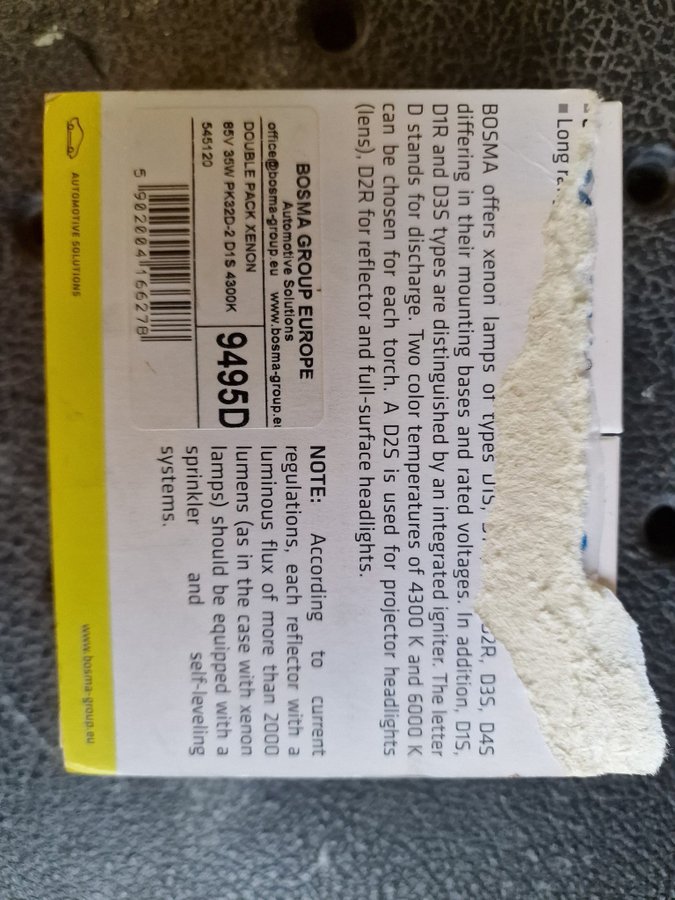 ■ Long
BOSMA offers xenon lamps of types D1S, D2R, D3S, D4S
differing in their mounting bases and rated voltages. In addition, D1S,
D1R and D3S types are distinguished by an integrated igniter. The letter
D stands for discharge. Two color temperatures of 4300 K and 6000 K
can be chosen for each torch. A D2S is used for projector headlights
(lens), D2R for reflector and full-surface headlights.
BOSMA GROUP EUROPE
Automotive Solutions
office@bosma-group.eu www.bosma-group.eu
DOUBLE PACK XENON
85V 35W PK32D-2 D1S 4300K
545120
9495D
5 902004 166278
NOTE: According to current
regulations, each reflector with a
luminous flux of more than 2000
lumens (as in the case with xenon
lamps) should be equipped with a
sprinkler and self-leveling
systems.
AUTOMOTIVE SOLUTIONS
www.bosma-group.eu